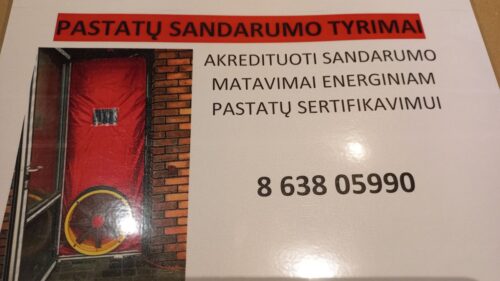 PASTATŲ SANDARUMO TYRIMAI
AKREDITUOTI SANDARUMO
MATAVIMAI ENERGINIAM
PASTATŲ SERTIFIKAVIMUI
8 638 05990